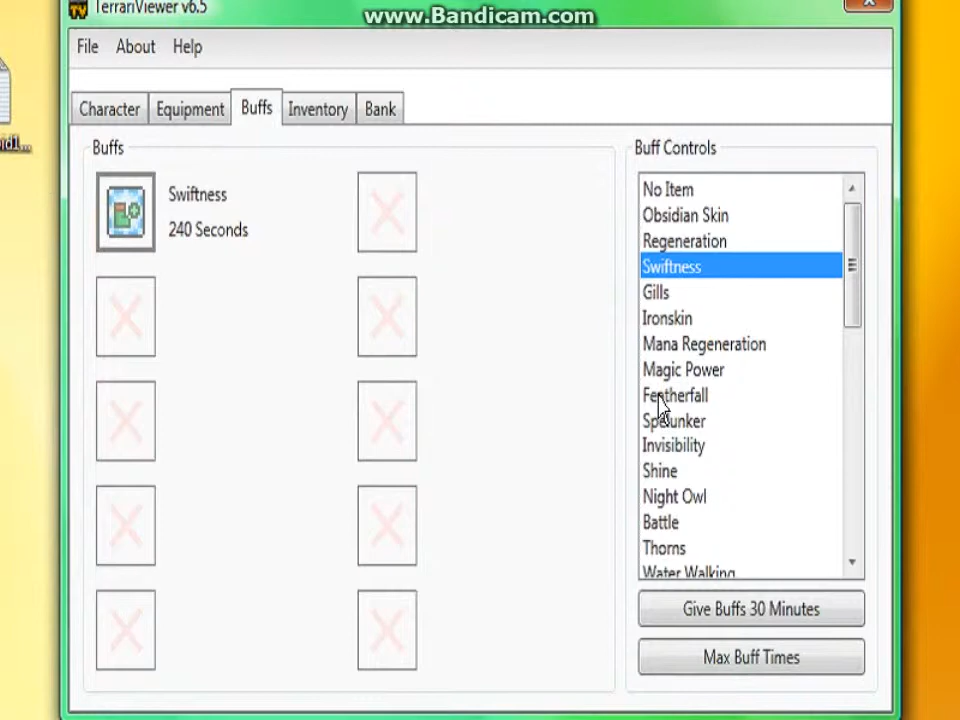 www.Bandicam.com
TerrariViewer v6.5
File About Help
Character Equipment Buffs Inventory Bank
Buffs
Swiftness
240 Seconds
Buff Controls
No Item
Obsidian Skin
Regeneration
Swiftness
Gills
Ironskin
Mana Regeneration
Magic Power
Featherfall
Spelunker
Invisibility
Shine
Night Owl
Battle
Thorns
Water Walking
Give Buffs 30 Minutes
Max Buff Times